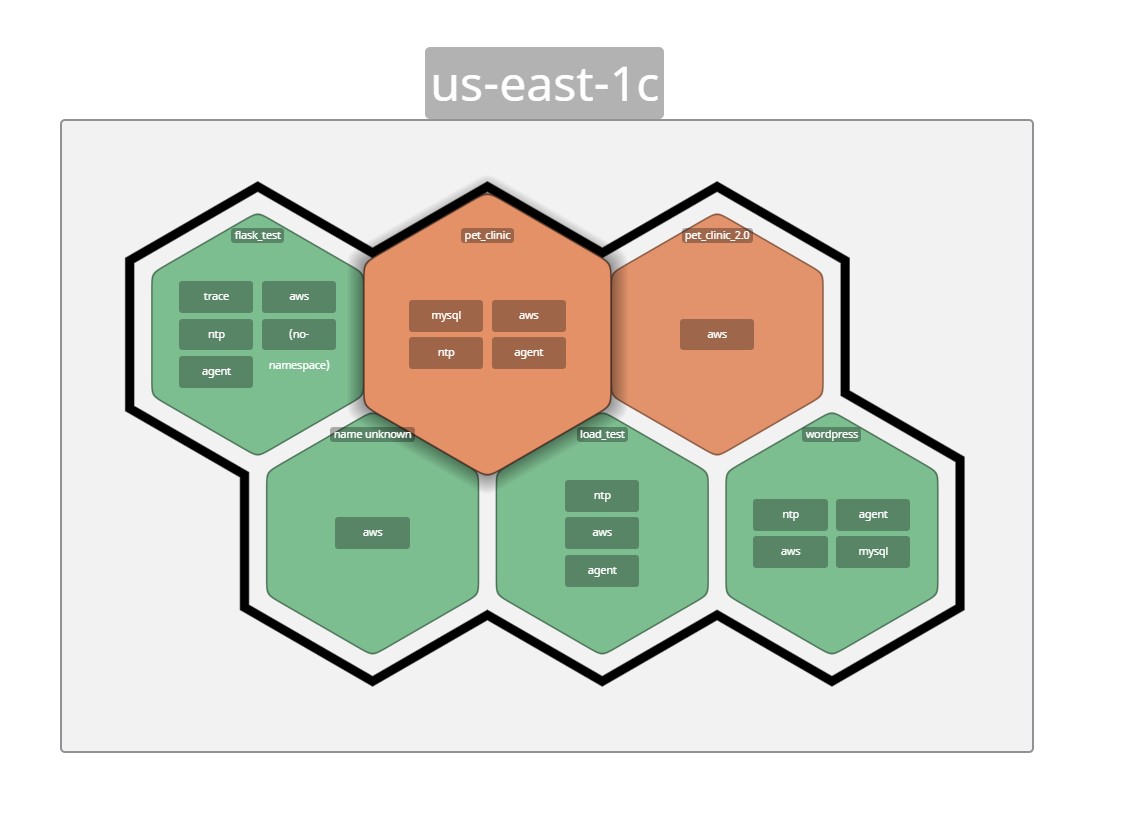 us-east-1c
flask_test
trace
aws
ntp
(no-
namespace)
agent
pet_clinic
mysql
aws
ntp
agent
pet_clinic_2.0
aws
name unknown
aws
load_test
ntp
aws
agent
wordpress
ntp
agent
aws
mysql